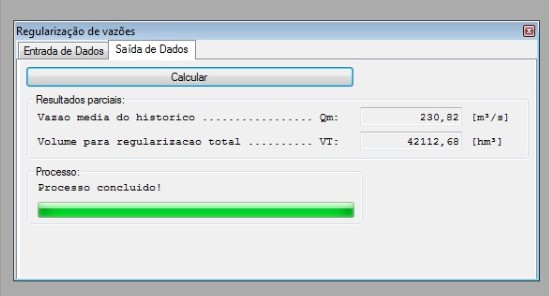 Regularização de vazões
Entrada de Dados Saída de Dados
Calcular
Resultados parciais:
Vazao media do historico ................. Qm: 230,82 [m³/s]
Volume para regularizacao total .......... VT: 42112,68 [hm³]
Processo:
Processo concluido!